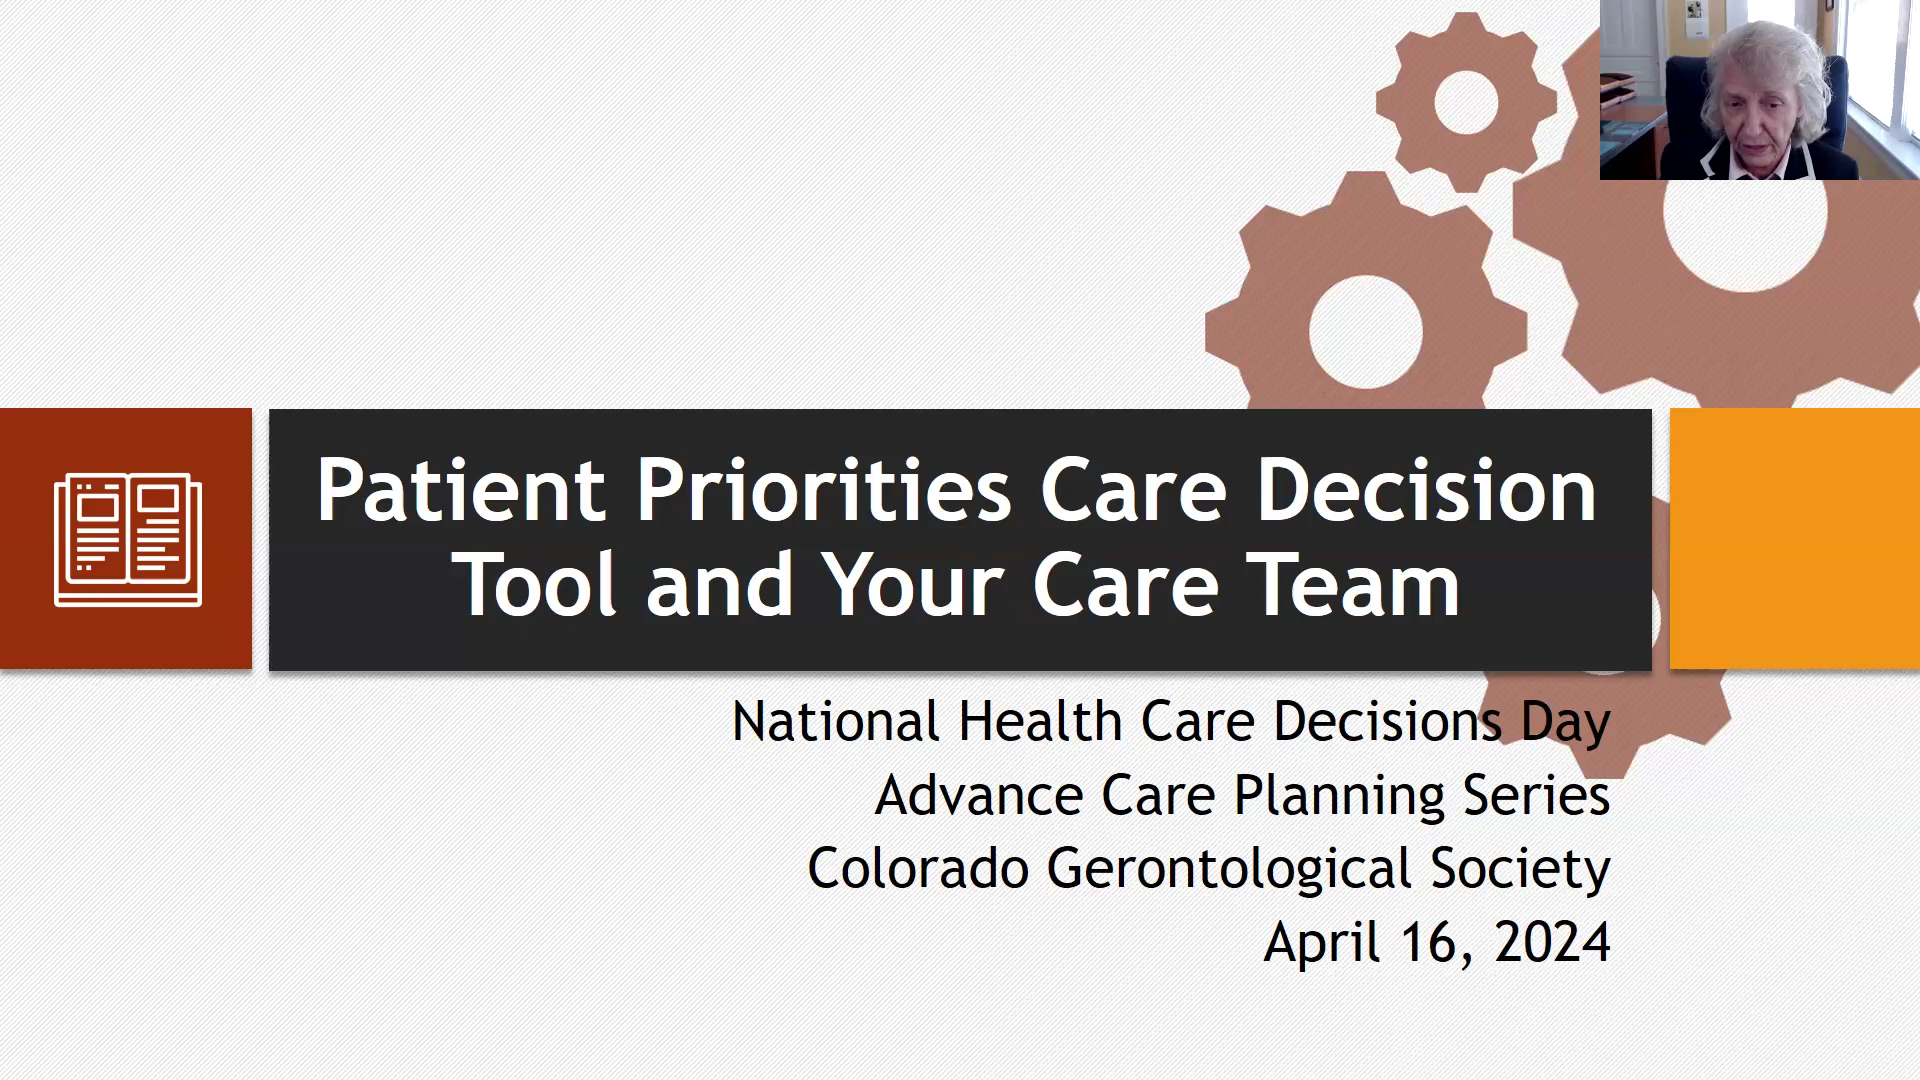 Patient Priorities Care Decision
Tool and Your Care Team
National Health Care Decisions Day
Advance Care Planning Series
Colorado Gerontological Society
April 16, 2024